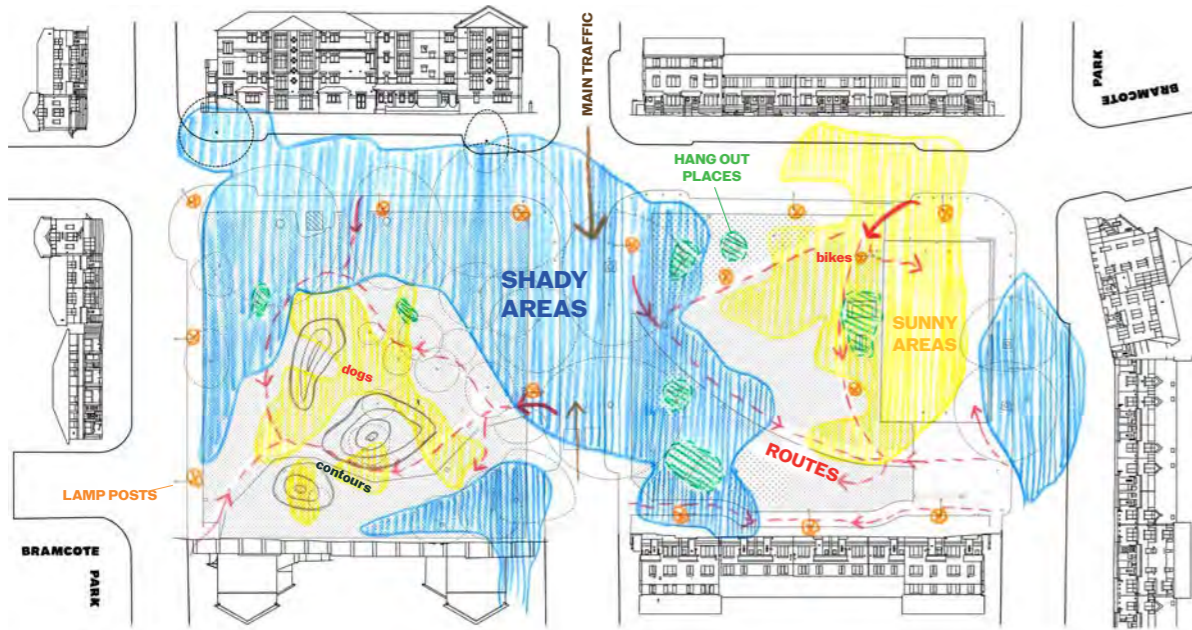 MAIN TRAFFIC
PARK
BRAMCOTE
HANG OUT
PLACES
bikes
SHADY
AREAS
SUNNY
AREAS
dogs
contours
ROUTES
LAMP POSTS
BRAMCOTE
PARK